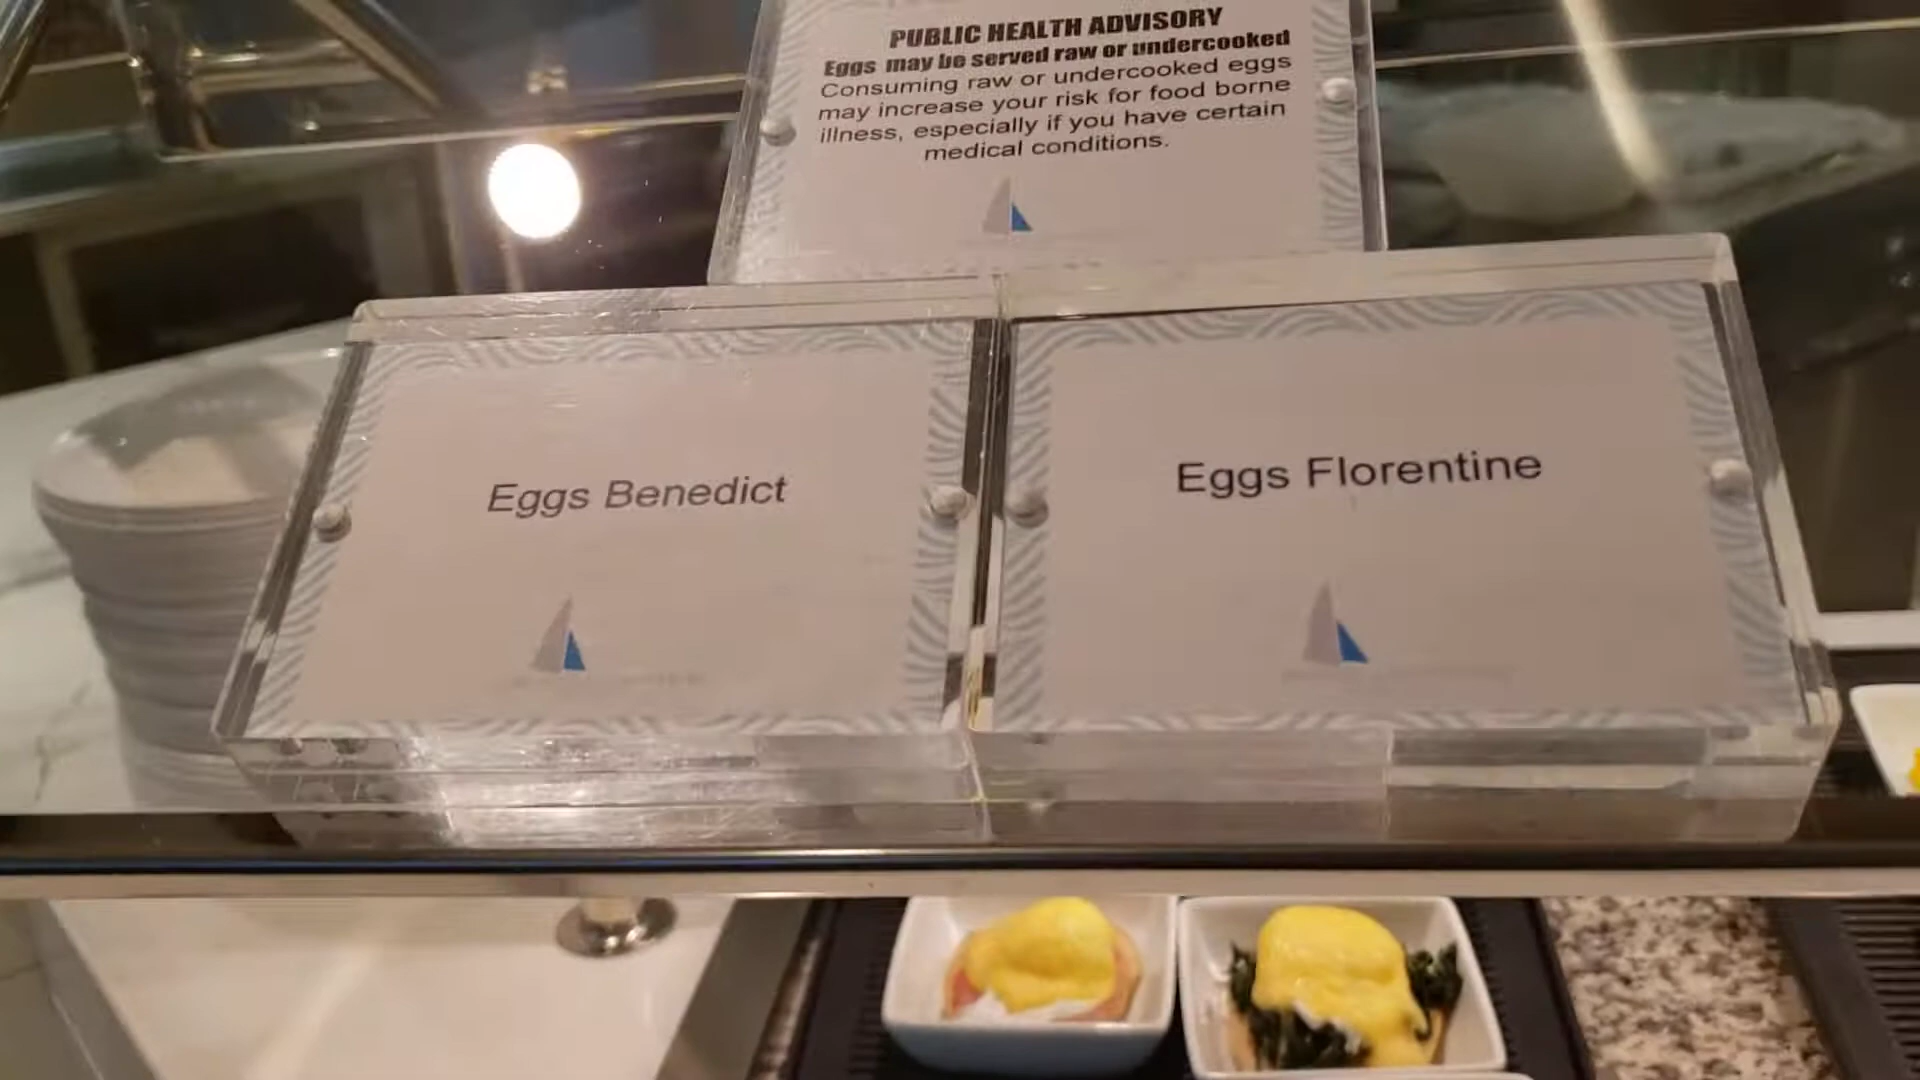 PUBLIC HEALTH ADVISORY
Eggs may be served raw or undercooked
Consuming raw or undercooked eggs
may increase your risk for food borne
illness, especially if you have certain
medical conditions.
Eggs Benedict
Eggs Florentine